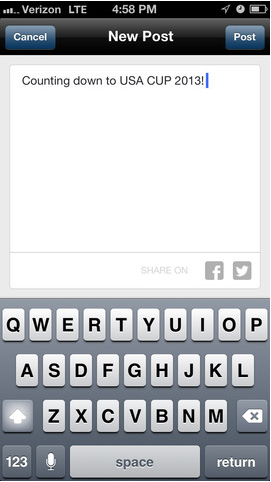 Verizon LTE 4:58 PM
Cancel New Post Post
Counting down to USA CUP 2013!
SHARE ON
Q W E R T Y U I O P
A S D F G H J K L
Z X C V B N M
123 space return